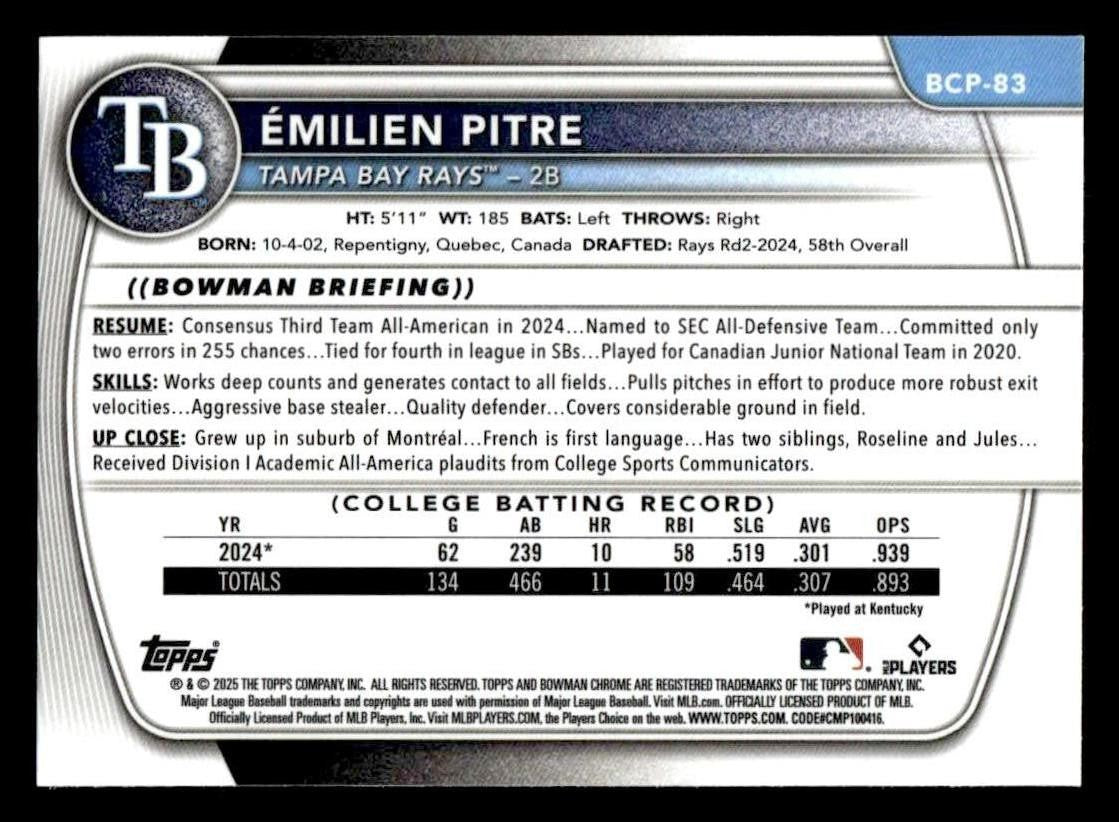 BCP-83
TB
ÉMILIEN PITRE
TAMPA BAY RAYS™ – 2B
HT: 5'11" WT: 185 BATS: Left THROWS: Right
BORN: 10-4-02, Repentigny, Quebec, Canada DRAFTED: Rays Rd2-2024, 58th Overall
((BOWMAN BRIEFING))
RESUME: Consensus Third Team All-American in 2024...Named to SEC All-Defensive Team...Committed only
two errors in 255 chances...Tied for fourth in league in SBs...Played for Canadian Junior National Team in 2020.
SKILLS: Works deep counts and generates contact to all fields...Pulls pitches in effort to produce more robust exit
velocities...Aggressive base stealer...Quality defender...Covers considerable ground in field.
UP CLOSE: Grew up in suburb of Montréal...French is first language...Has two siblings, Roseline and Jules...
Received Division I Academic All-America plaudits from College Sports Communicators.
(COLLEGE BATTING RECORD)
YR G AB HR RBI SLG AVG OPS
2024* 62 239 10 58 .519 .301 .939
TOTALS 134 466 11 109 .464 .307 .893
*Played at Kentucky
Topps®
MLB PLAYERS
® & © 2025 THE TOPPS COMPANY, INC. ALL RIGHTS RESERVED. TOPPS AND BOWMAN CHROME ARE REGISTERED TRADEMARKS OF THE TOPPS COMPANY, INC.
Major League Baseball trademarks and copyrights are used with permission of Major League Baseball. Visit MLB.com. OFFICIALLY LICENSED PRODUCT OF MLB.
Officially Licensed Product of MLB Players, Inc. Visit MLBPLAYERS.COM, the Players Choice on the web. WWW.TOPPS.COM. CODE#CMP100416.